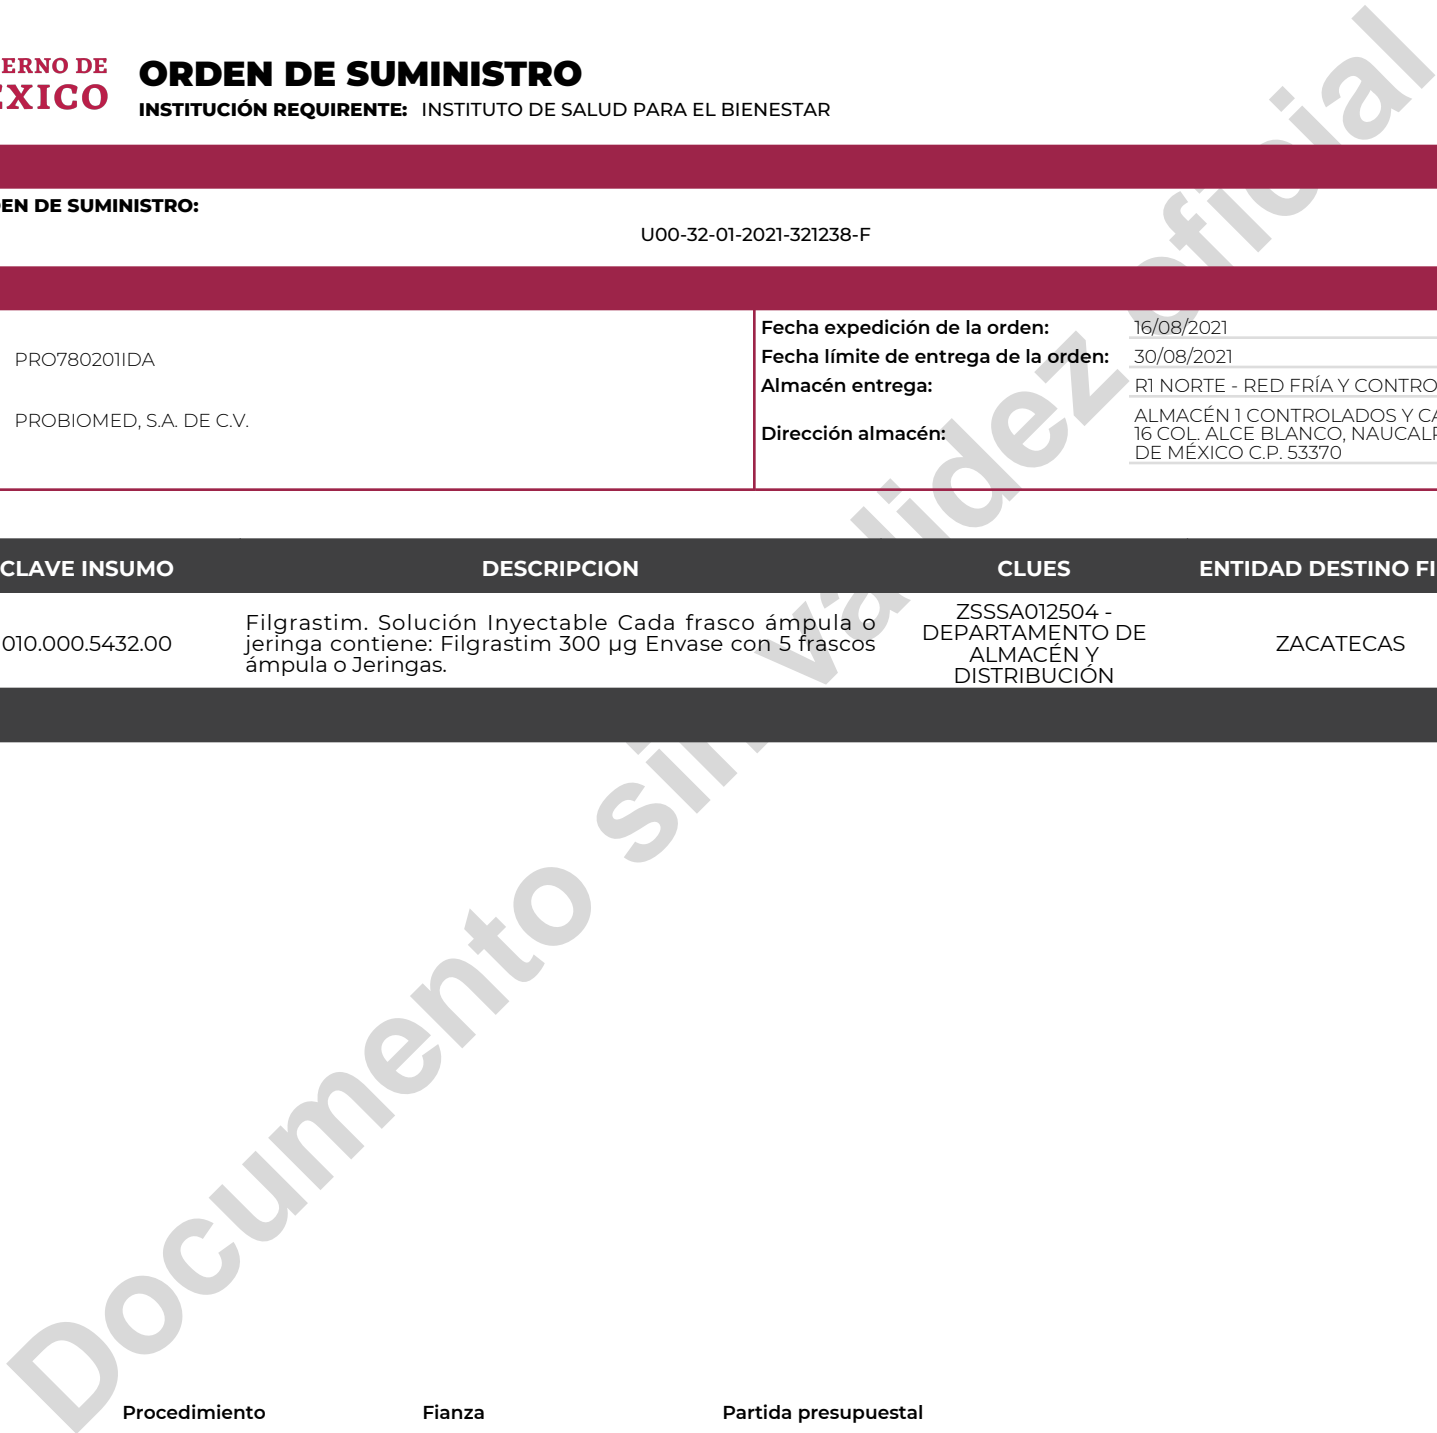 ERNO DE
ÉXICO
ORDEN DE SUMINISTRO
INSTITUCIÓN REQUIRENTE: INSTITUTO DE SALUD PARA EL BIENESTAR
EN DE SUMINISTRO:
U00-32-01-2021-321238-F
PRO780201IDA
PROBIOMED, S.A. DE C.V.
Fecha expedición de la orden: 16/08/2021
Fecha límite de entrega de la orden: 30/08/2021
Almacén entrega: R1 NORTE - RED FRÍA Y CONTRO
Dirección almacén: ALMACÉN 1 CONTROLADOS Y CA
16 COL. ALCE BLANCO, NAUCALP
DE MÉXICO C.P. 53370
CLAVE INSUMO DESCRIPCION CLUES ENTIDAD DESTINO FI
010.000.5432.00
Filgrastim. Solución Inyectable Cada frasco ámpula o
jeringa contiene: Filgrastim 300 µg Envase con 5 frascos
ámpula o Jeringas.
ZSSSA012504 -
DEPARTAMENTO DE
ALMACÉN Y
DISTRIBUCIÓN
ZACATECAS
Documento sin validez oficial
Procedimiento Fianza Partida presupuestal